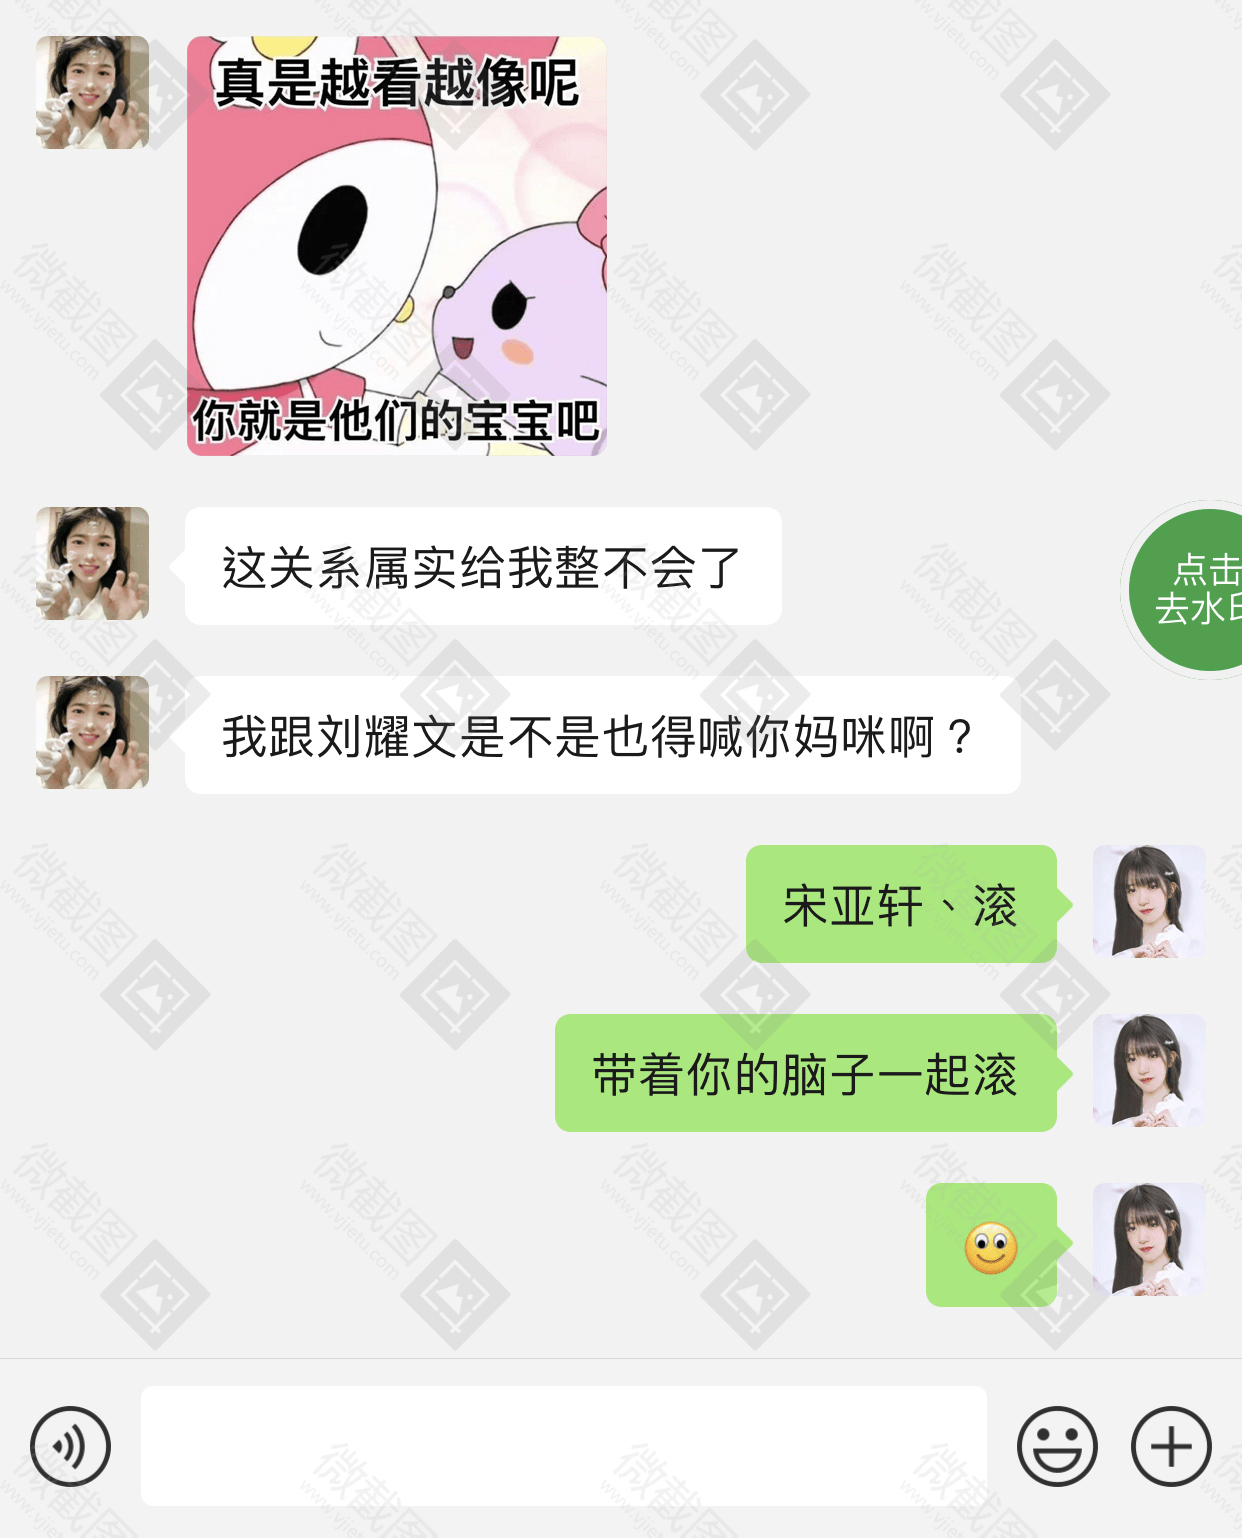 真是越看越像呢
你就是他们的宝宝吧
这关系属实给我整不会了
点击
去水印
我跟刘耀文是不是也得喊你妈咪啊？
宋亚轩、滚
带着你的脑子一起滚
微截图
www.vjietu.com